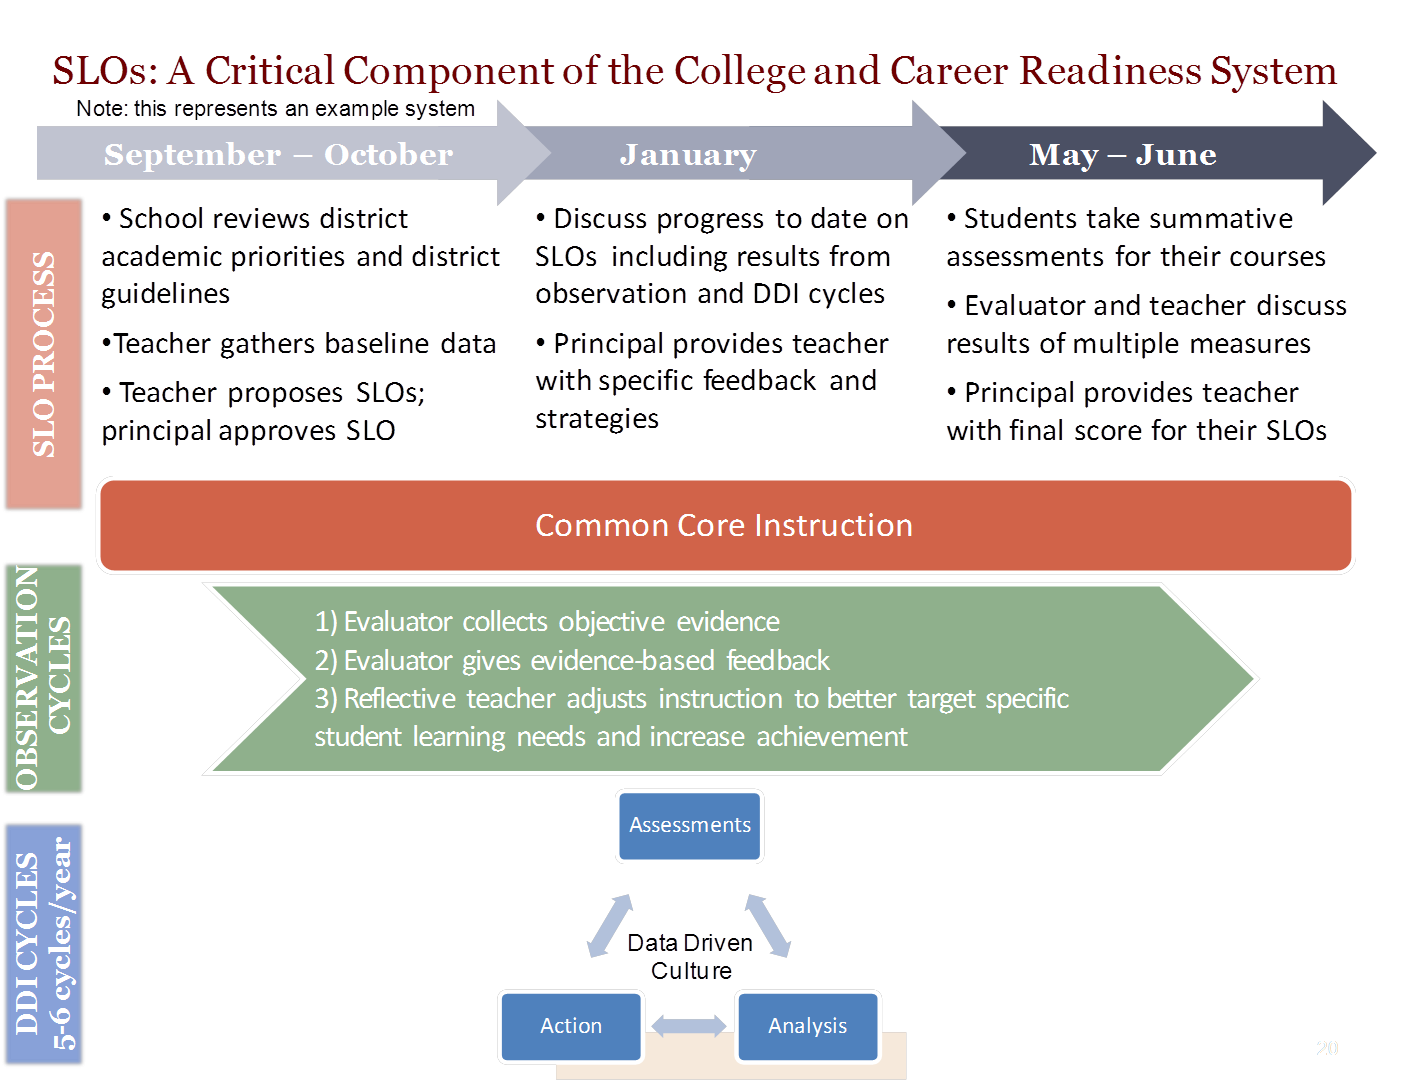 SLOs: A Critical Component of the College and Career Readiness System
Note: this represents an example system
September – October
January
May – June
SLO PROCESS
• School reviews district
academic priorities and district
guidelines
•Teacher gathers baseline data
• Teacher proposes SLOs;
principal approves SLO
• Discuss progress to date on
SLOs including results from
observation and DDI cycles
• Principal provides teacher
with specific feedback and
strategies
• Students take summative
assessments for their courses
• Evaluator and teacher discuss
results of multiple measures
• Principal provides teacher
with final score for their SLOs
Common Core Instruction
OBSERVATION
CYCLES
1) Evaluator collects objective evidence
2) Evaluator gives evidence-based feedback
3) Reflective teacher adjusts instruction to better target specific
student learning needs and increase achievement
DDI CYCLES
5-6 cycles/year
Assessments
Data Driven
Culture
Action
Analysis
20